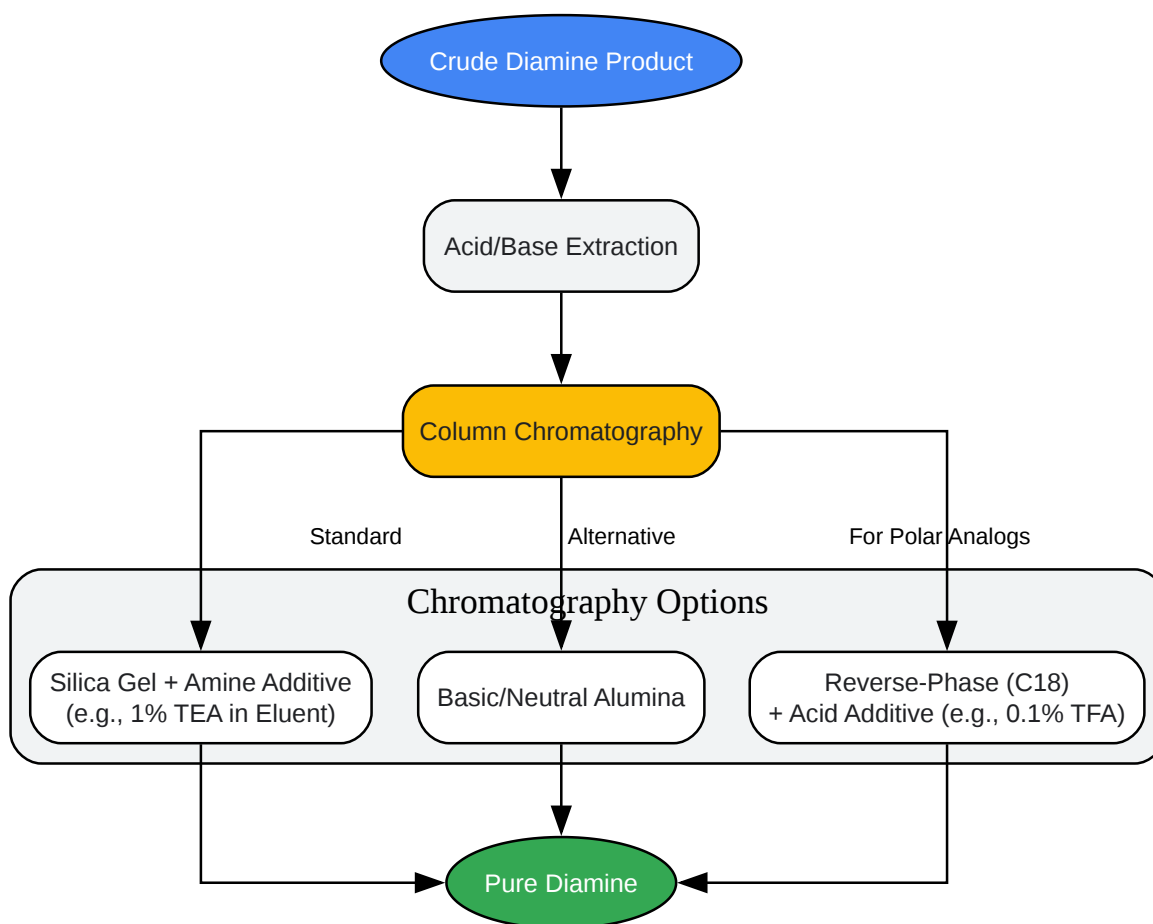 Crude Diamine Product
Acid/Base Extraction
Column Chromatography
Standard
Alternative
For Polar Analogs
Chromatography Options
Silica Gel + Amine Additive
(e.g., 1% TEA in Eluent)
Basic/Neutral Alumina
Reverse-Phase (C18)
+ Acid Additive (e.g., 0.1% TFA)
Pure Diamine